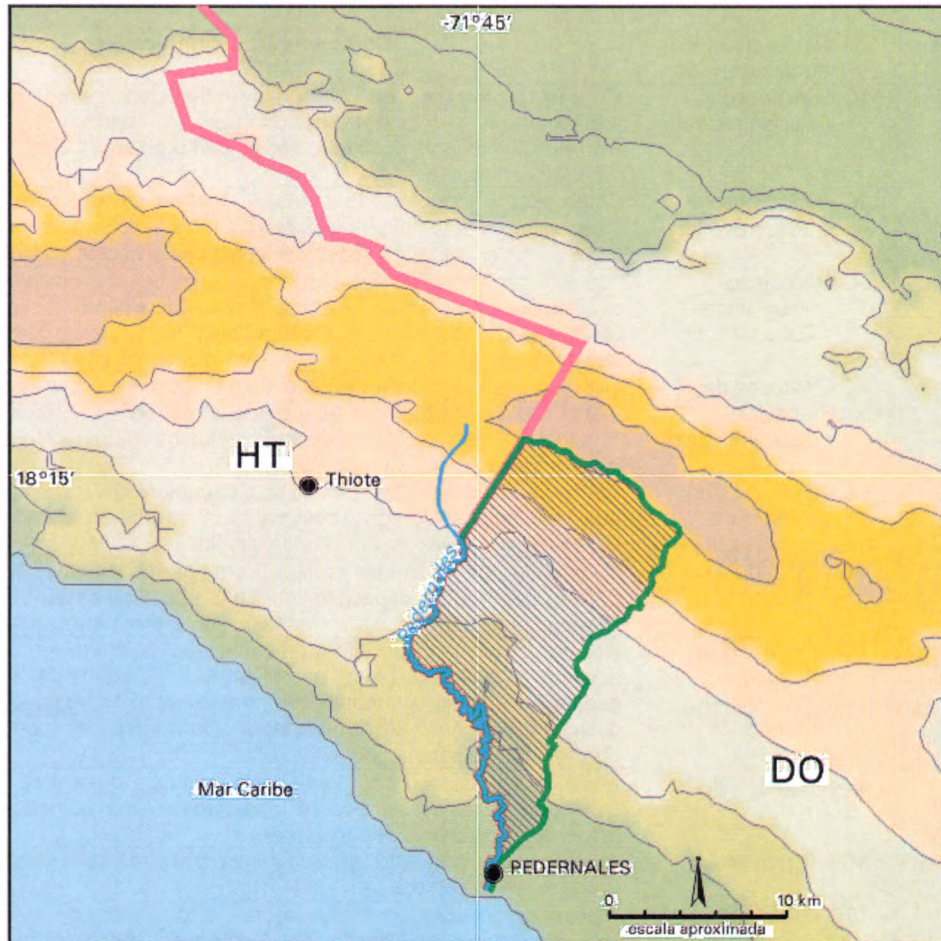 -71°45'
HT
18°15'
Thiote
Pedernales
DO
Mar Caribe
PEDERNALES
0
10 km
escala aproximada